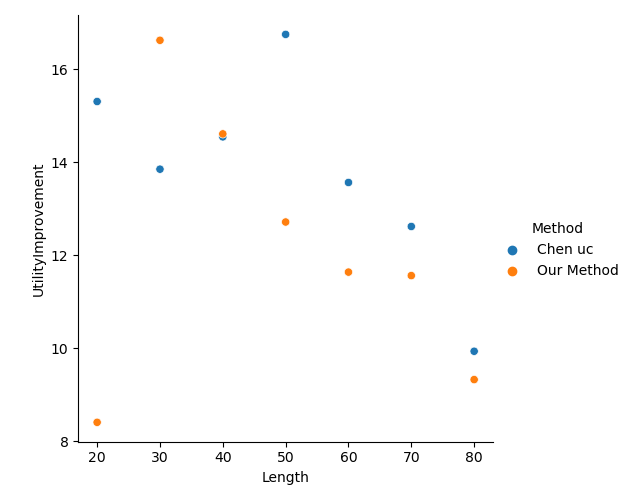 16
14
12
10
8
UtilityImprovement
20 30 40 50 60 70 80
Length
Method
Chen uc
Our Method